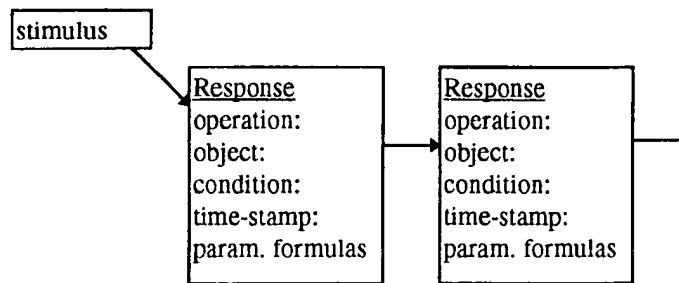 stimulus
Response
operation:
object:
condition:
time-stamp:
param. formulas
Response
operation:
object:
condition:
time-stamp:
param. formulas